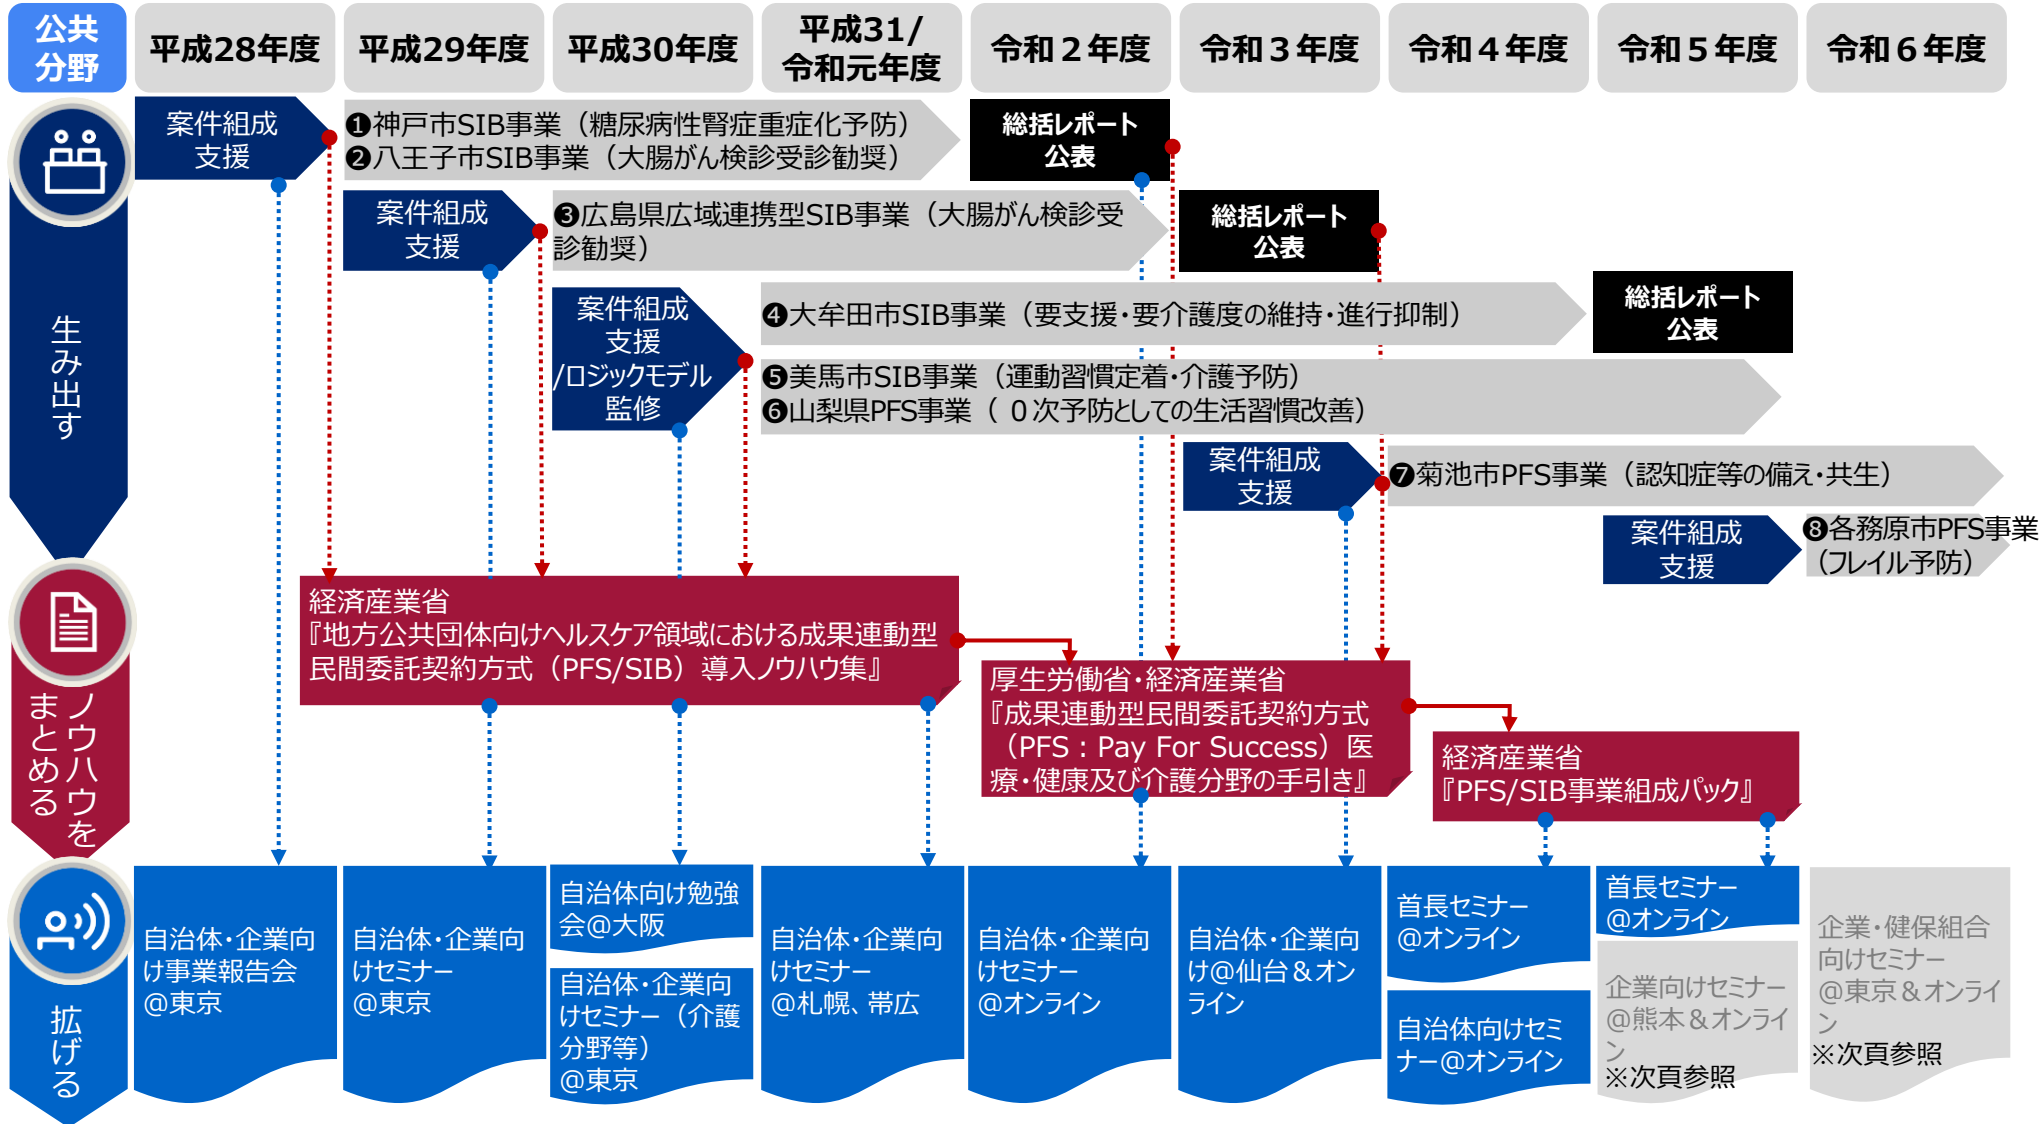 公共
分野
平成28年度
平成29年度
平成30年度
平成31/
令和元年度
令和２年度
令和３年度
令和４年度
令和５年度
令和６年度
生み出す
案件組成
支援
❶神戸市SIB事業（糖尿病性腎症重症化予防）
❷八王子市SIB事業（大腸がん検診受診勧奨）
総括レポート
公表
案件組成
支援
❸広島県広域連携型SIB事業（大腸がん検診受
診勧奨）
総括レポート
公表
案件組成
支援
/ロジックモデル
監修
❹大牟田市SIB事業（要支援・要介護度の維持・進行抑制）
総括レポート
公表
❺美馬市SIB事業（運動習慣定着・介護予防）
❻山梨県PFS事業（０次予防としての生活習慣改善）
案件組成
支援
❼菊池市PFS事業（認知症等の備え・共生）
案件組成
支援
❽各務原市PFS事業
（フレイル予防）
ノウハウを
まとめる
経済産業省
『地方公共団体向けヘルスケア領域における成果連動型
民間委託契約方式（PFS/SIB）導入ノウハウ集』
厚生労働省・経済産業省
『成果連動型民間委託契約方式
（PFS：Pay For Success）医
療・健康及び介護分野の手引き』
経済産業省
『PFS/SIB事業組成パック』
拡げる
自治体・企業向
け事業報告会
@東京
自治体・企業向
けセミナー
@東京
自治体向け勉強
会@大阪
自治体・企業向
けセミナー（介護
分野等）
@東京
自治体・企業向
けセミナー
@札幌、帯広
自治体・企業向
けセミナー
@オンライン
自治体・企業向
け@仙台＆オン
ライン
首長セミナー
@オンライン
自治体向けセミ
ナー@オンライン
首長セミナー
@オンライン
企業向けセミナー
@熊本＆オンライ
ン
※次頁参照
企業・健保組合
向けセミナー
@東京＆オンライ
ン
※次頁参照